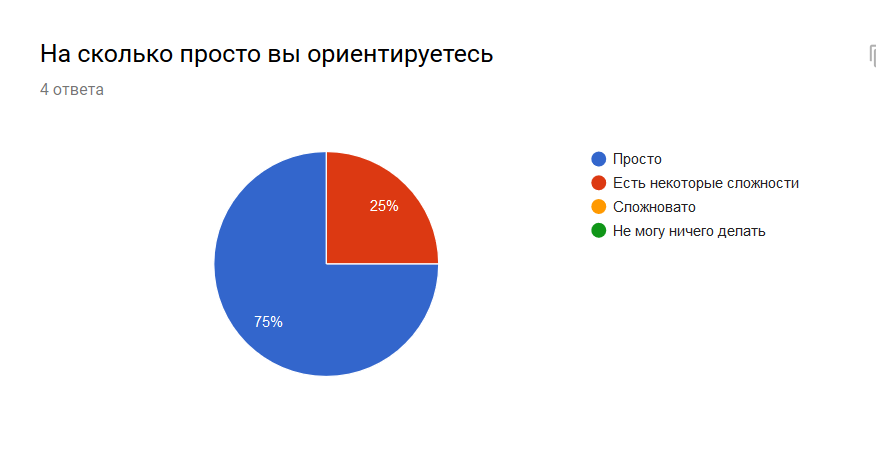 На сколько просто вы ориентируетесь
4 ответа
25%
75%
Просто
Есть некоторые сложности
Сложновато
Не могу ничего делать